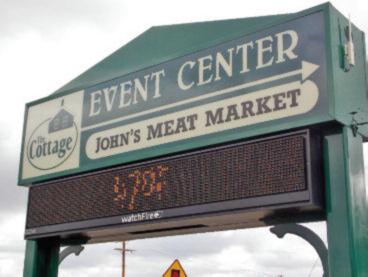 The
Cottage
EVENT CENTER
JOHN'S MEAT MARKET
watchFire